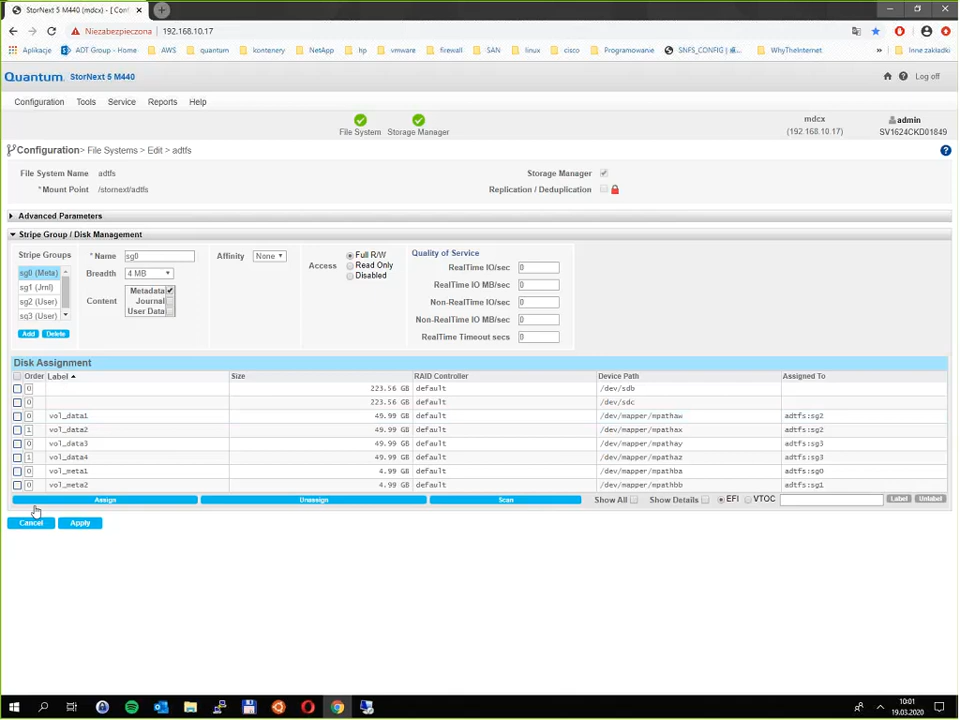 StorNext 5 M440 (mdcx) - [ Conf
Niezabezpieczona
192.168.10.17
Aplikacje
ADT Group - Home
AWS
quantum
kontenery
NetApp
hp
vmware
firewall
SAN
linux
cisco
Programowanie
SNFS_CONFIG
WhyTheInternet
»
Inne zakładki
Quantum. StorNext 5 M440
Log off
Configuration Tools Service Reports Help
File System
Storage Manager
mdcx
(192.168.10.17)
admin
SV1624CKD01849
Configuration> File Systems > Edit > adtfs
File System Name adtfs
Storage Manager
* Mount Point /stornext/adtfs
Replication / Deduplication
Advanced Parameters
Stripe Group / Disk Management
Stripe Groups
sg0 (Meta)
sg1 (Jrnl)
sg2 (User)
sg3 (User)
Add Delete
* Name sg0
Breadth 4 MB
Content
Metadata
Journal
User Data
Affinity None
Access
Full R/W
Read Only
Disabled
Quality of Service
RealTime IO/sec 0
RealTime IO MB/sec 0
Non-RealTime IO/sec 0
Non-RealTime IO MB/sec 0
RealTime Timeout secs 0
Disk Assignment
Order Label Size RAID Controller Device Path Assigned To
0 223.56 GB default /dev/sdb
0 223.56 GB default /dev/sdc
0 vol_data1 49.99 GB default /dev/mapper/mpathaw adtfs:sg2
1 vol_data2 49.99 GB default /dev/mapper/mpathax adtfs:sg2
0 vol_data3 49.99 GB default /dev/mapper/mpathay adtfs:sg3
1 vol_data4 49.99 GB default /dev/mapper/mpathaz adtfs:sg3
0 vol_meta1 4.99 GB default /dev/mapper/mpathba adtfs:sg0
0 vol_meta2 4.99 GB default /dev/mapper/mpathbb adtfs:sg1
Assign Unassign Scan Show All Show Details EFI VTOC Label Unlabel
Cancel Apply
10:01
19.03.2020